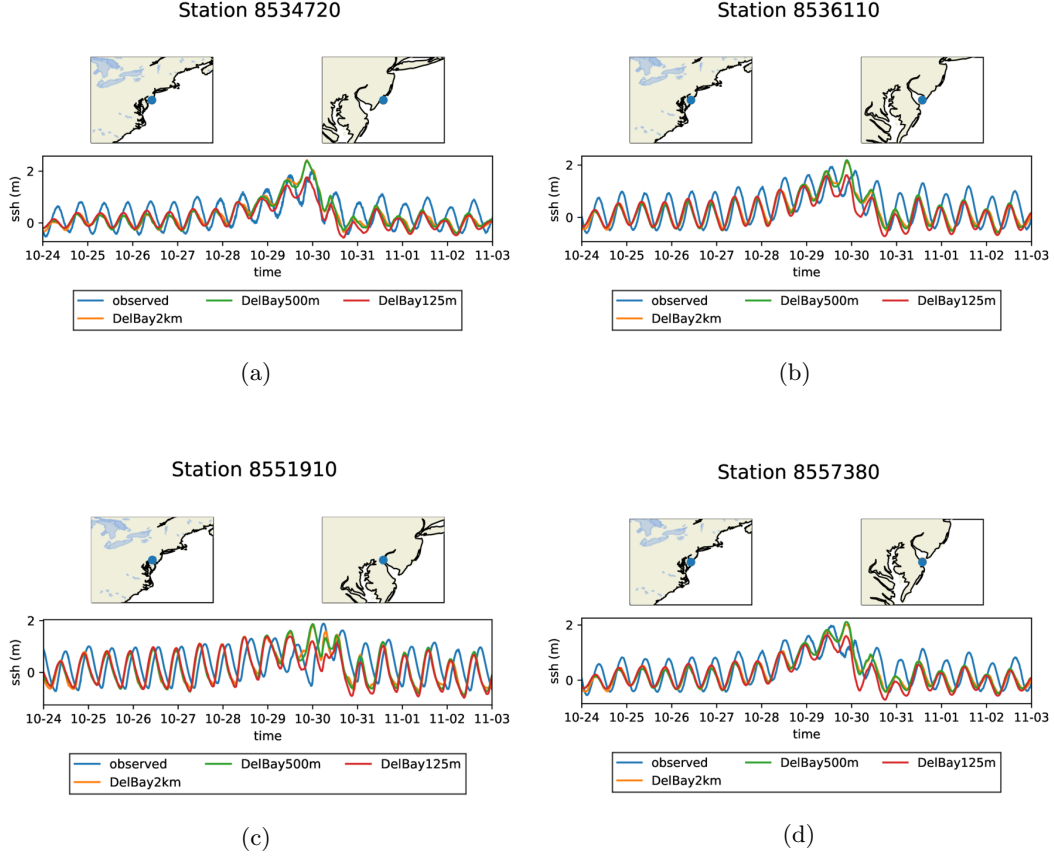 Station 8534720
ssh (m)
2
0
10-24 10-25 10-26 10-27 10-28 10-29 10-30 10-31 11-01 11-02 11-03
time
observed DelBay500m DelBay125m
DelBay2km
(a)
Station 8536110
ssh (m)
2
0
10-24 10-25 10-26 10-27 10-28 10-29 10-30 10-31 11-01 11-02 11-03
time
observed DelBay500m DelBay125m
DelBay2km
(b)
Station 8551910
ssh (m)
2
0
10-24 10-25 10-26 10-27 10-28 10-29 10-30 10-31 11-01 11-02 11-03
time
observed DelBay500m DelBay125m
DelBay2km
(c)
Station 8557380
ssh (m)
2
0
10-24 10-25 10-26 10-27 10-28 10-29 10-30 10-31 11-01 11-02 11-03
time
observed DelBay500m DelBay125m
DelBay2km
(d)